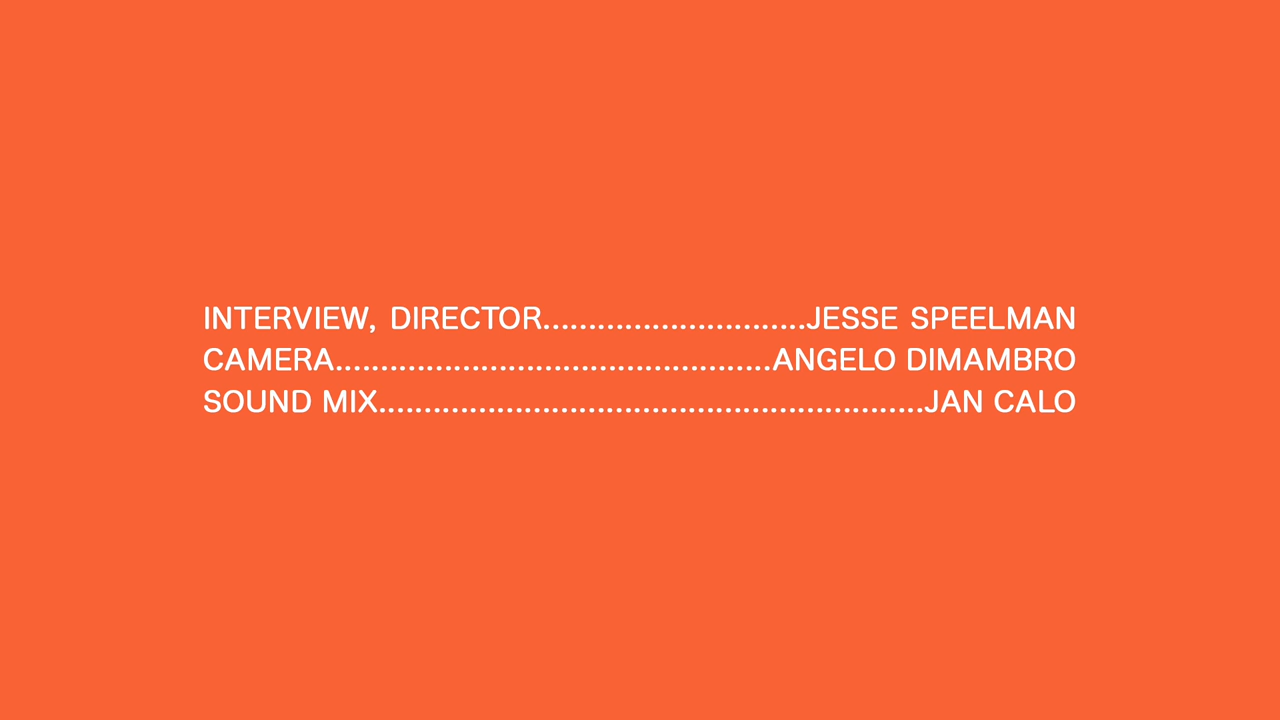 INTERVIEW, DIRECTOR.............................JESSE SPEELMAN
CAMERA................................................ANGELO DIMAMBRO
SOUND MIX............................................................JAN CALO